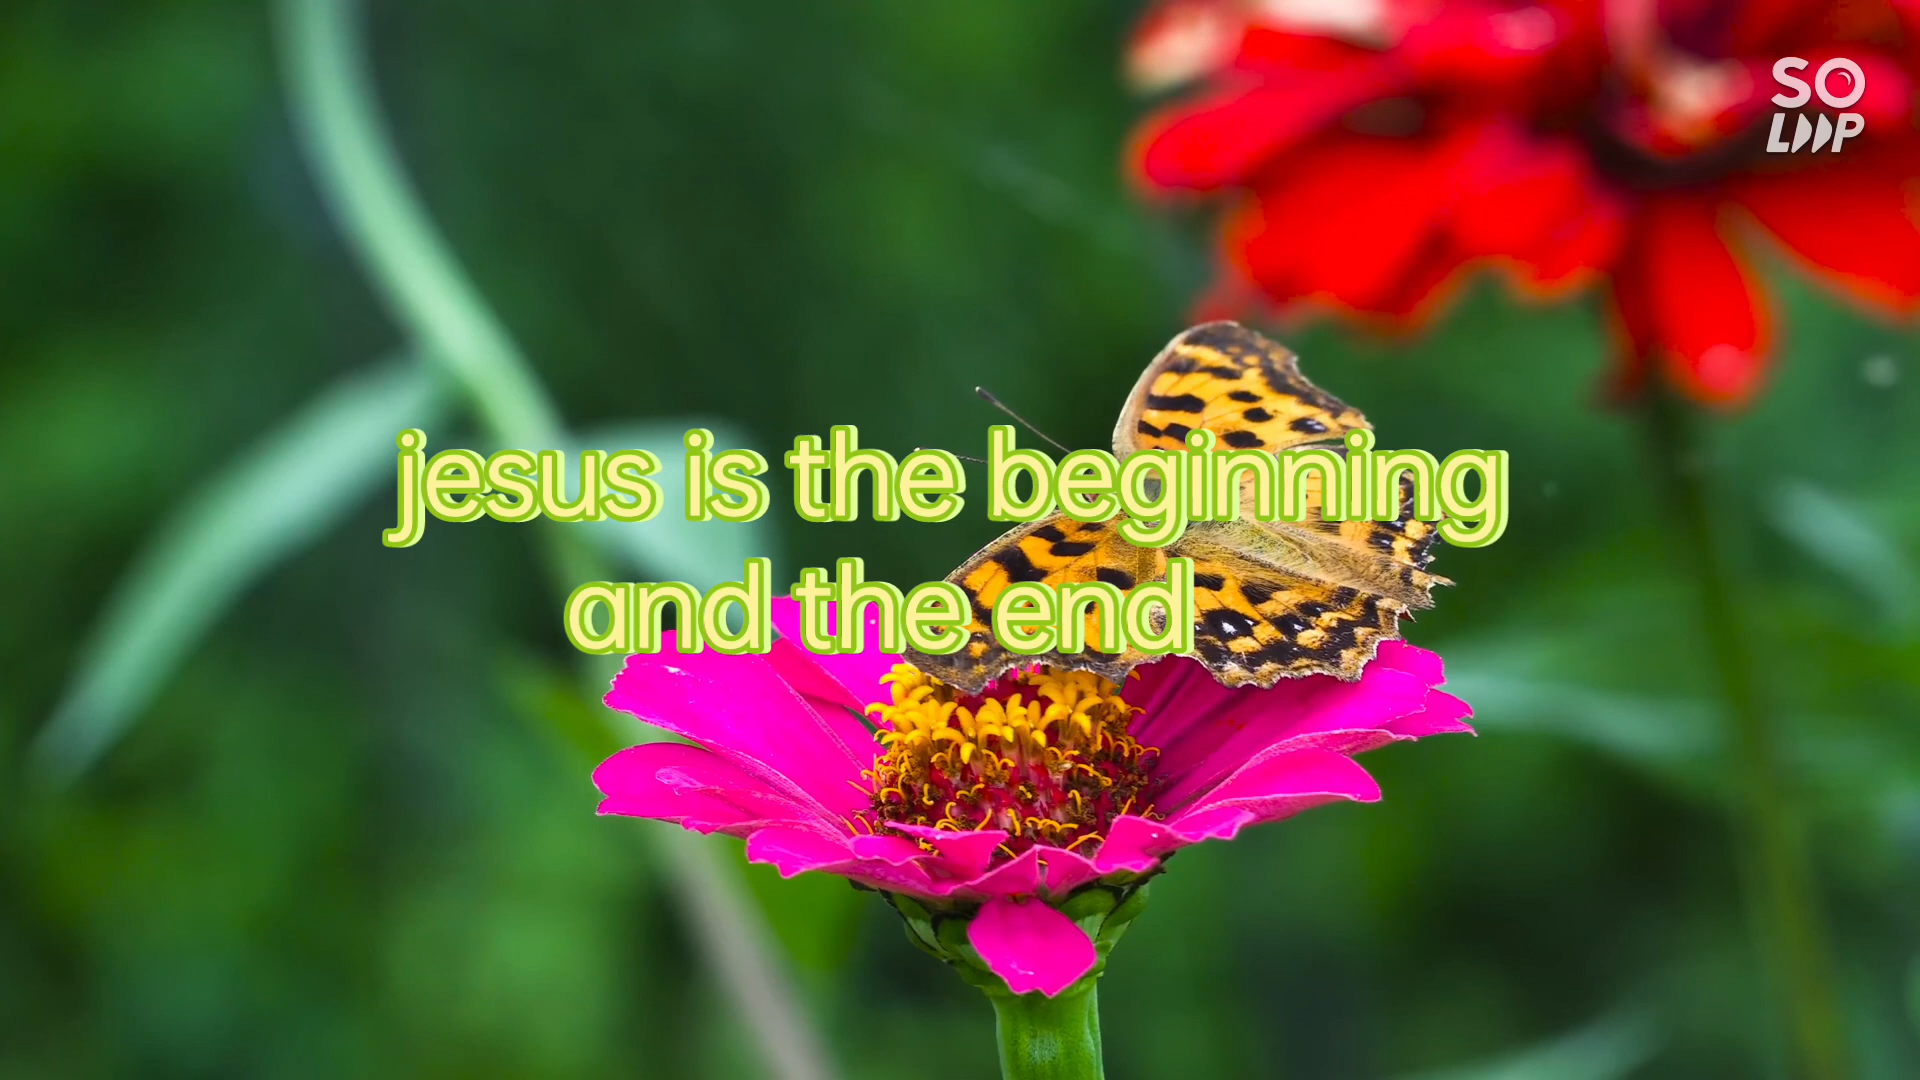 SO
LOOP
jesus is the beginning
and the end